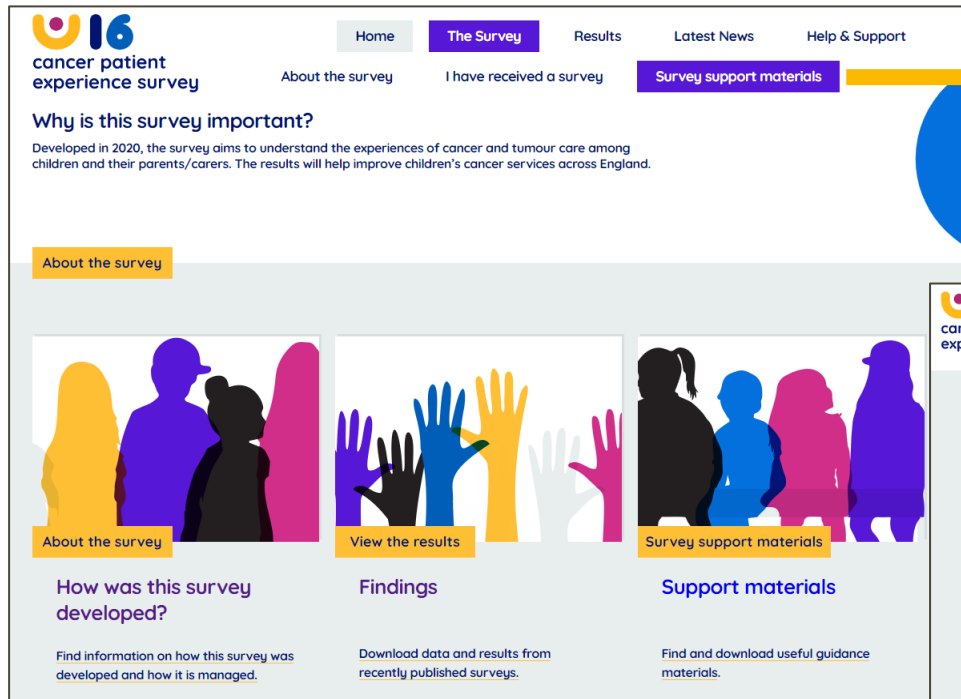 U16
cancer patient
experience survey
Home
The Survey
Results
Latest News
Help & Support
About the survey
I have received a survey
Survey support materials
Why is this survey important?
Developed in 2020, the survey aims to understand the experiences of cancer and tumour care among
children and their parents/carers. The results will help improve children's cancer services across England.
About the survey
About the survey
How was this survey
developed?
Find information on how this survey was
developed and how it is managed.
View the results
Findings
Download data and results from
recently published surveys.
Survey support materials
Support materials
Find and download useful guidance
materials.